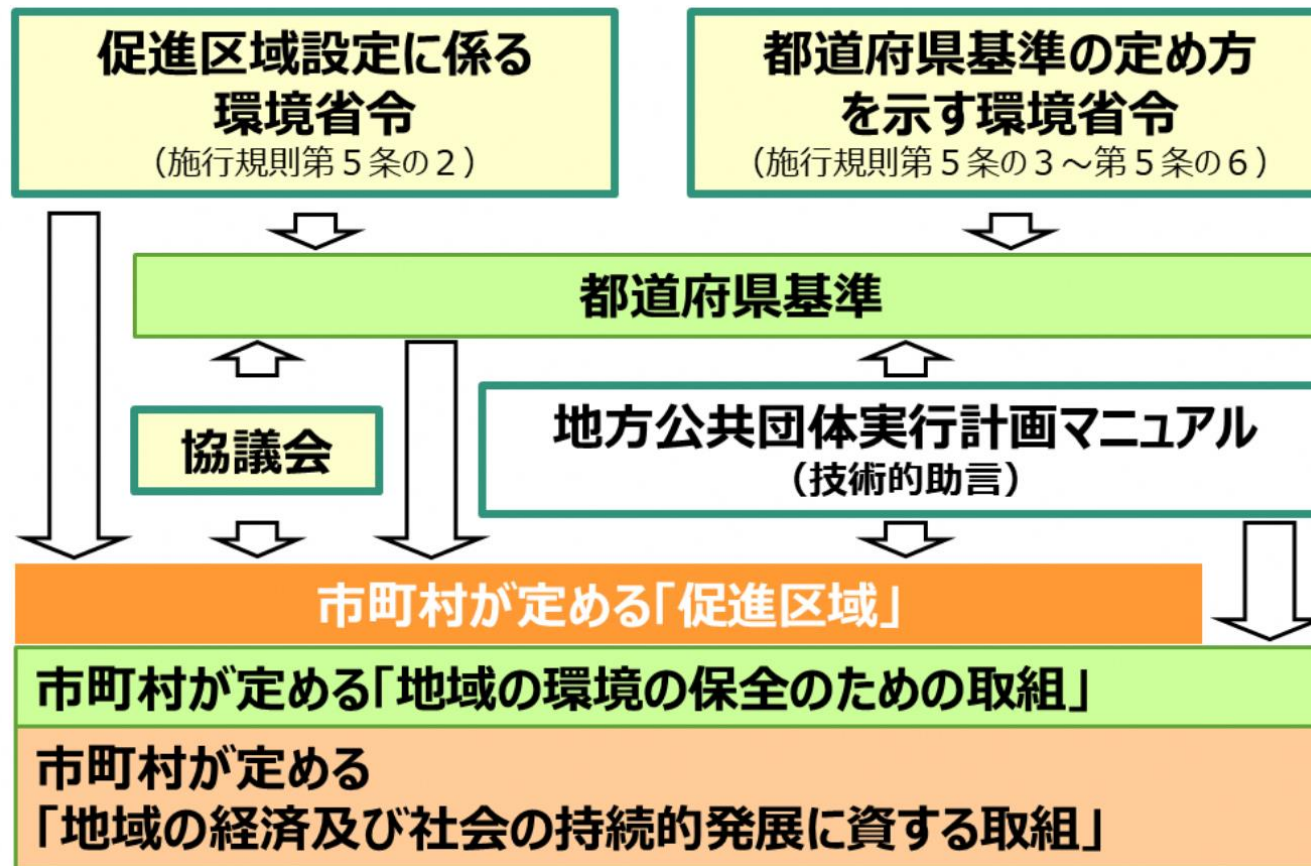 促進区域設定に係る
環境省令
（施行規則第５条の２）
都道府県基準の定め方
を示す環境省令
（施行規則第５条の３～第５条の６）
都道府県基準
協議会
地方公共団体実行計画マニュアル
（技術的助言）
市町村が定める「促進区域」
市町村が定める「地域の環境の保全のための取組」
市町村が定める
「地域の経済及び社会の持続的発展に資する取組」